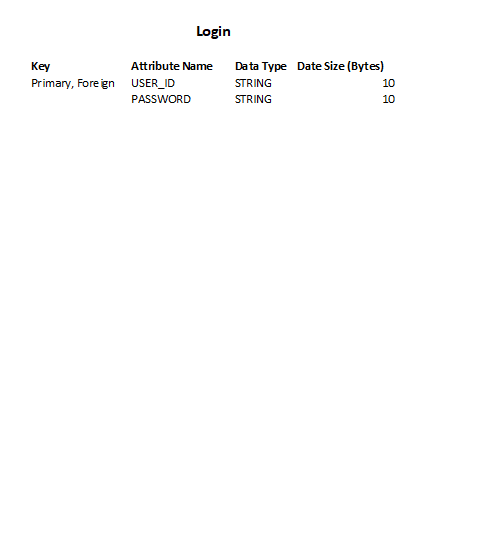 Login
Key Attribute Name Data Type Date Size (Bytes)
Primary, Foreign USER_ID STRING 10
PASSWORD STRING 10